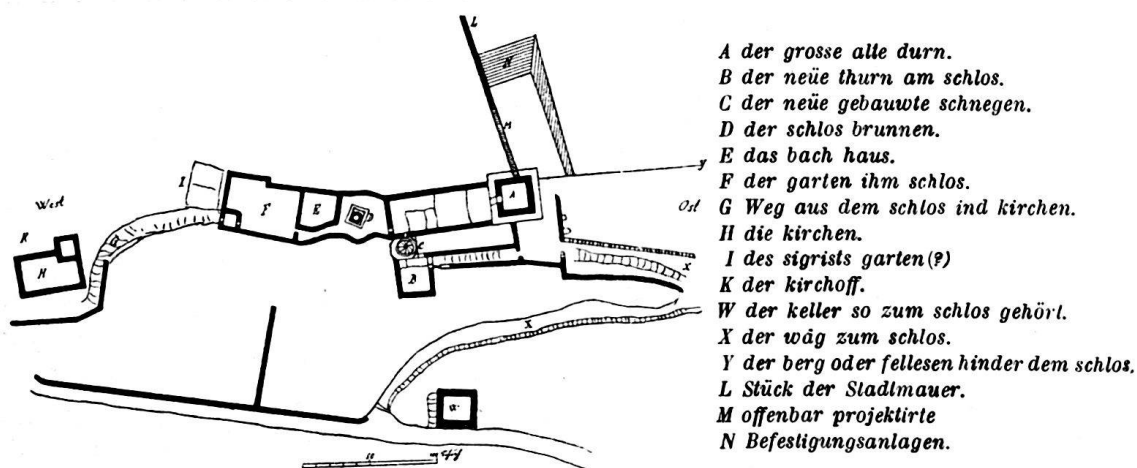 A der grosse alte durn.
B der neüe thurn am schlos.
C der neüe gebauwte schnegen.
D der schlos brunnen.
E das bach haus.
F der garten ihm schlos.
G Weg aus dem schlos ind kirchen.
H die kirchen.
I des sigrists garten (?)
K der kirchoff.
W der keller so zum schlos gehört.
X der wäg zum schlos.
Y der berg oder fellesen hinder dem schlos.
L Stück der Stadtmauer.
M offenbar projektirte
N Befestigungsanlagen.
L
N
M
I
A
y
West
F
E
D
Ost
K
C
H
B
X
X
W
10